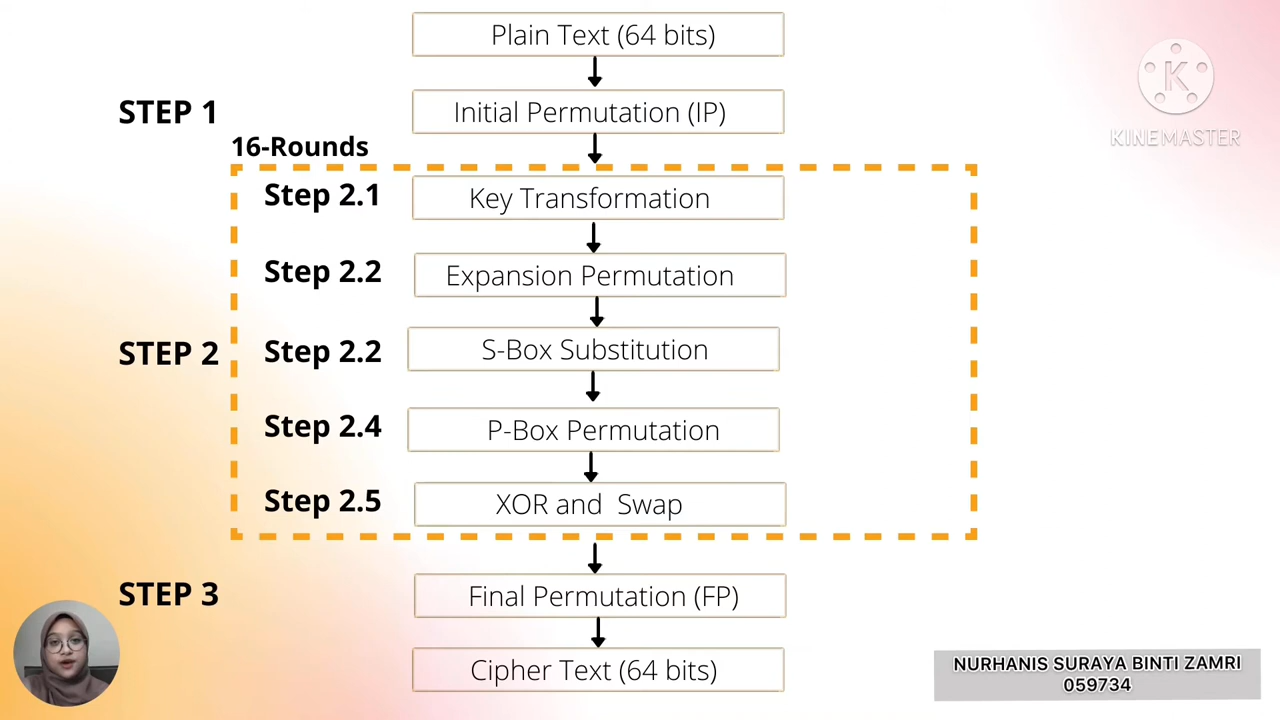 Plain Text (64 bits)
STEP 1
Initial Permutation (IP)
KINEMASTER
16-Rounds
Step 2.1
Key Transformation
Step 2.2
Expansion Permutation
STEP 2
Step 2.2
S-Box Substitution
Step 2.4
P-Box Permutation
Step 2.5
XOR and  Swap
STEP 3
Final Permutation (FP)
Cipher Text (64 bits)
NURHANIS SURAYA BINTI ZAMRI
059734